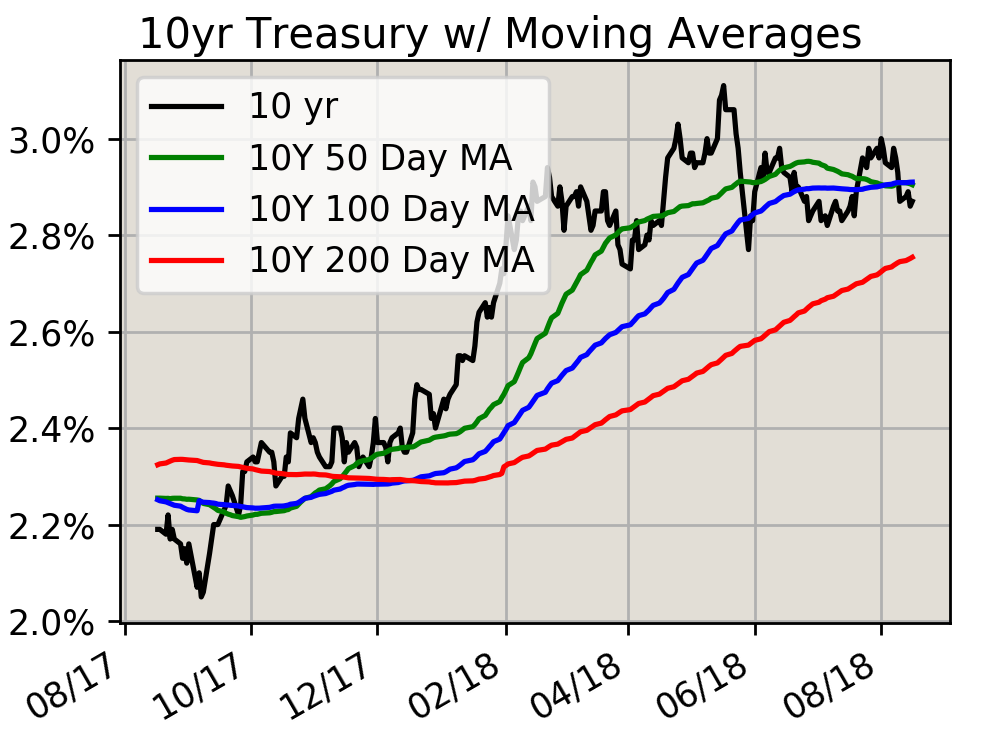 10yr Treasury w/ Moving Averages
10 yr
10Y 50 Day MA
10Y 100 Day MA
10Y 200 Day MA
3.0%
2.8%
2.6%
2.4%
2.2%
2.0%
08/17
10/17
12/17
02/18
04/18
06/18
08/18